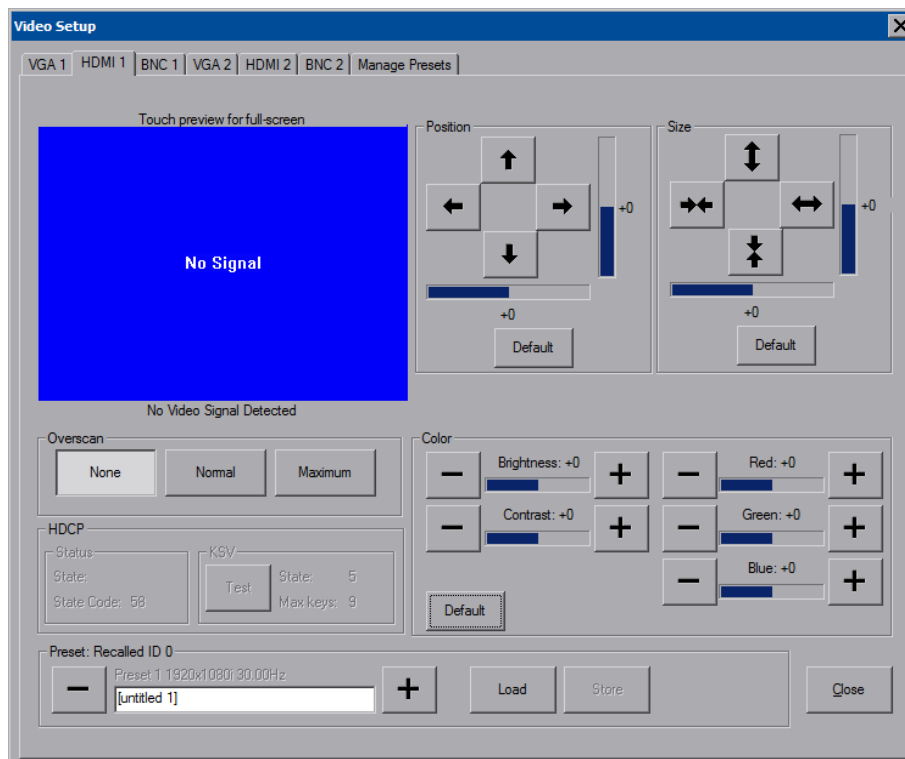 Video Setup
VGA 1 HDMI 1 BNC 1 VGA 2 HDMI 2 BNC 2 Manage Presets
Touch preview for full-screen
No Signal
No Video Signal Detected
Position
+0
+0
Default
Size
+0
+0
Default
Overscan
None Normal Maximum
HDCP
Status
State:
State Code: 58
KSV
Test
State: 5
Max keys: 9
Color
Brightness: +0
Contrast: +0
Red: +0
Green: +0
Blue: +0
Default
Preset: Recalled ID 0
Preset 1 1920x1080i 30.00Hz
[untitled 1]
Load
Store
Close